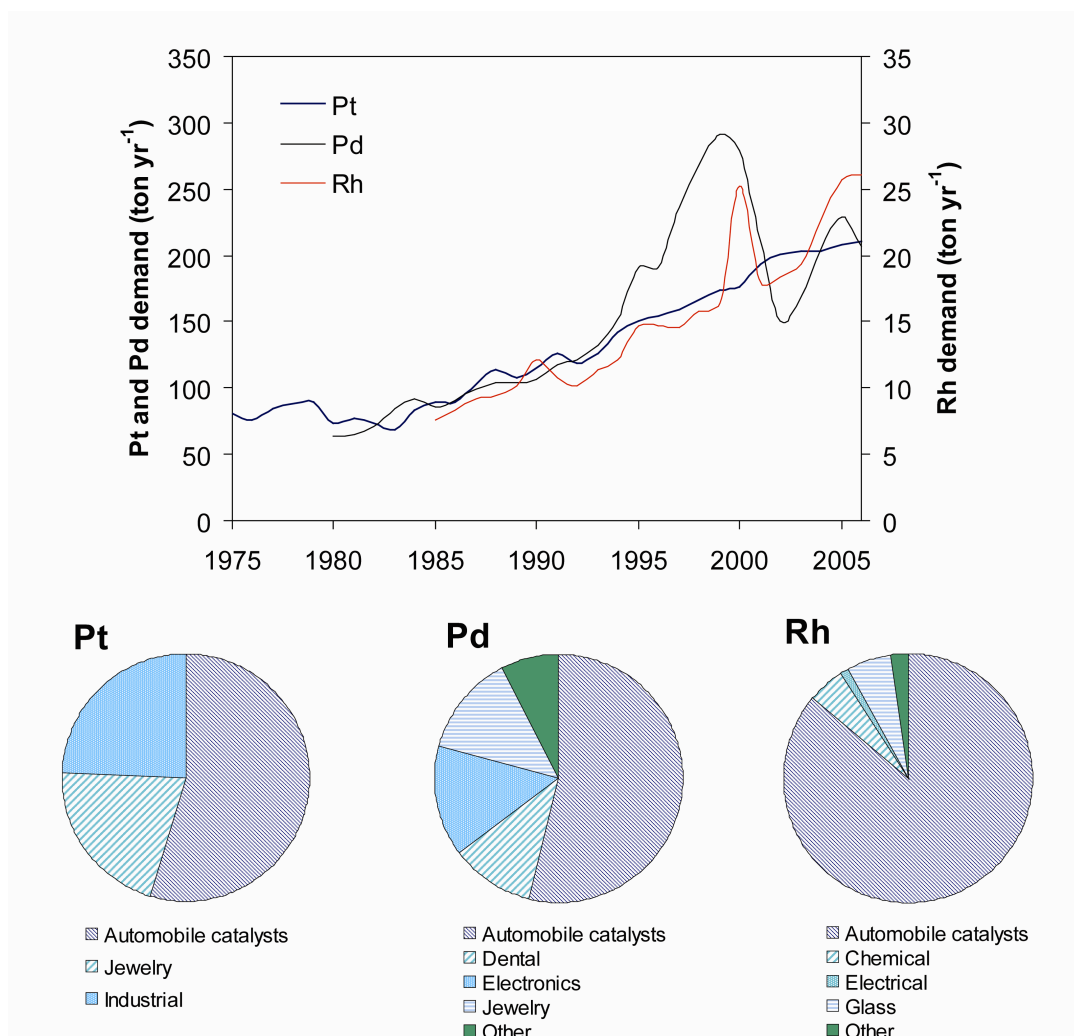 350
300
250
200
150
100
50
0
35
30
25
20
15
10
5
0
Pt and Pd demand (ton yr-1)
Rh demand (ton yr-1)
Pt
Pd
Rh
1975 1980 1985 1990 1995 2000 2005
Pt
Automobile catalysts
Jewelry
Industrial
Pd
Automobile catalysts
Dental
Electronics
Jewelry
Other
Rh
Automobile catalysts
Chemical
Electrical
Glass
Other